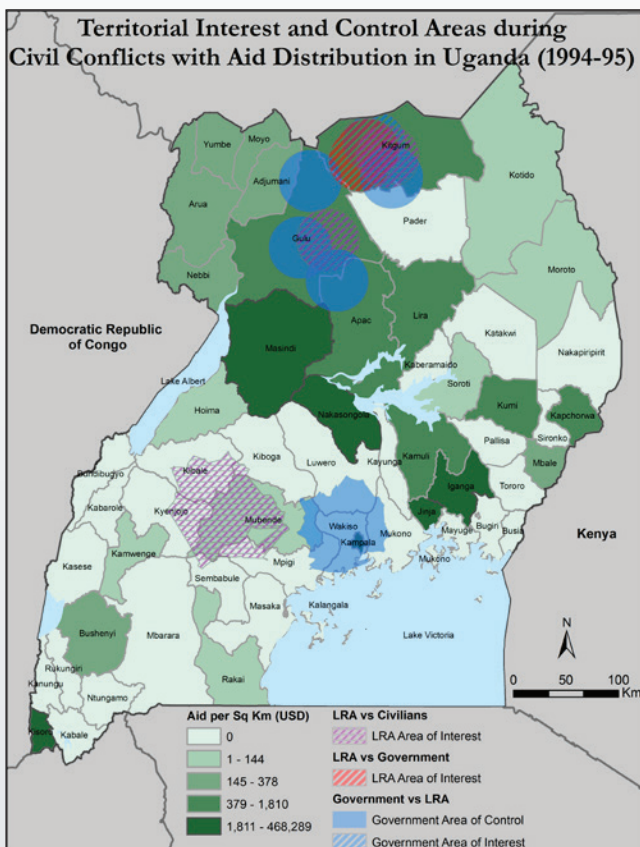 Territorial Interest and Control Areas during
Civil Conflicts with Aid Distribution in Uganda (1994-95)
Yumbe
Moyo
Kitgum
Adjumani
Kotido
Arua
Pader
Gulu
Nebbi
Moroto
Democratic Republic
of Congo
Apac
Lira
Katakwi
Masindi
Nakapiripirit
Kaberamaido
Lake Albert
Soroti
Hoima
Nakasongola
Kumi
Kapchorwa
Kiboga
Luwero
Kayunga
Kamuli
Pallisa
Sironko
Bundibugyo
Kibale
Iganga
Mbale
Kabarole
Kyenjojo
Mubende
Wakiso
Mukono
Jinja
Tororo
Kampala
Mayuge
Bugiri
Busia
Kenya
Kasese
Kamwenge
Mpigi
Mukono
Sembabule
Masaka
Kalangala
Bushenyi
Mbarara
Lake Victoria
Rukungiri
Kanungu
Rakai
Ntungamo
Kisoro
Kabale
N
0 50 100
Km
Aid per Sq Km (USD)
0
1 - 144
145 - 378
379 - 1,810
1,811 - 468,289
LRA vs Civilians
LRA Area of Interest
LRA vs Government
LRA Area of Interest
Government vs LRA
Government Area of Control
Government Area of Interest